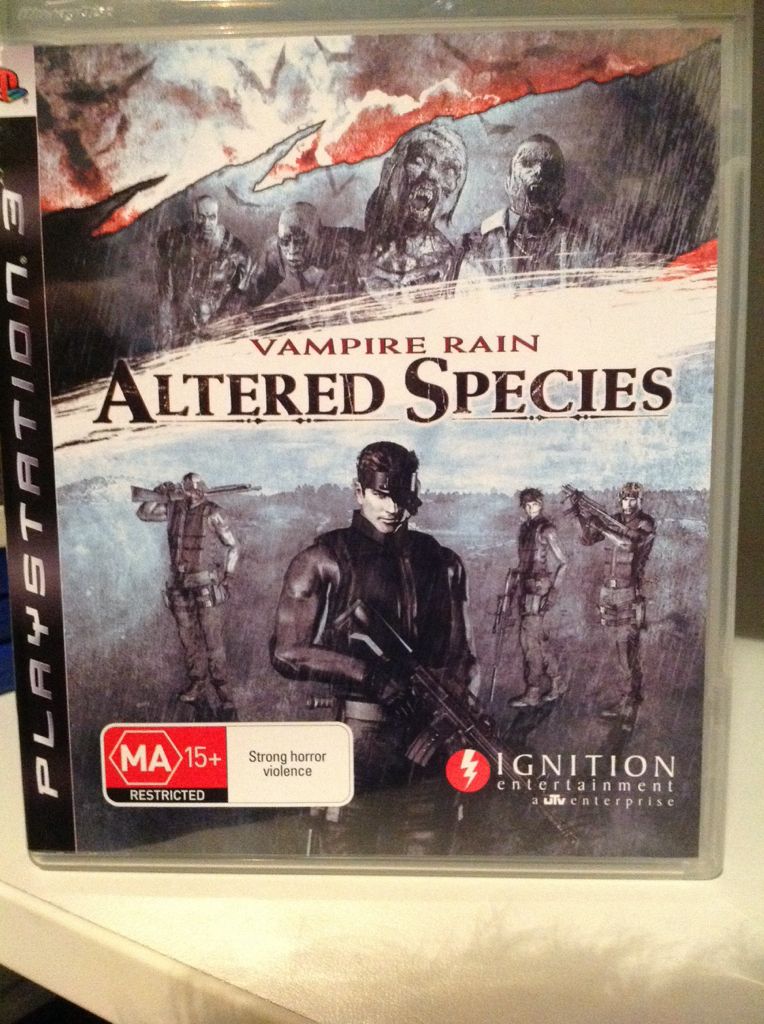 PLAYSTATION 3
VAMPIRE RAIN
ALTERED SPECIES
MA 15+
RESTRICTED
Strong horror
violence
IGNITION
entertainment
a UTV enterprise